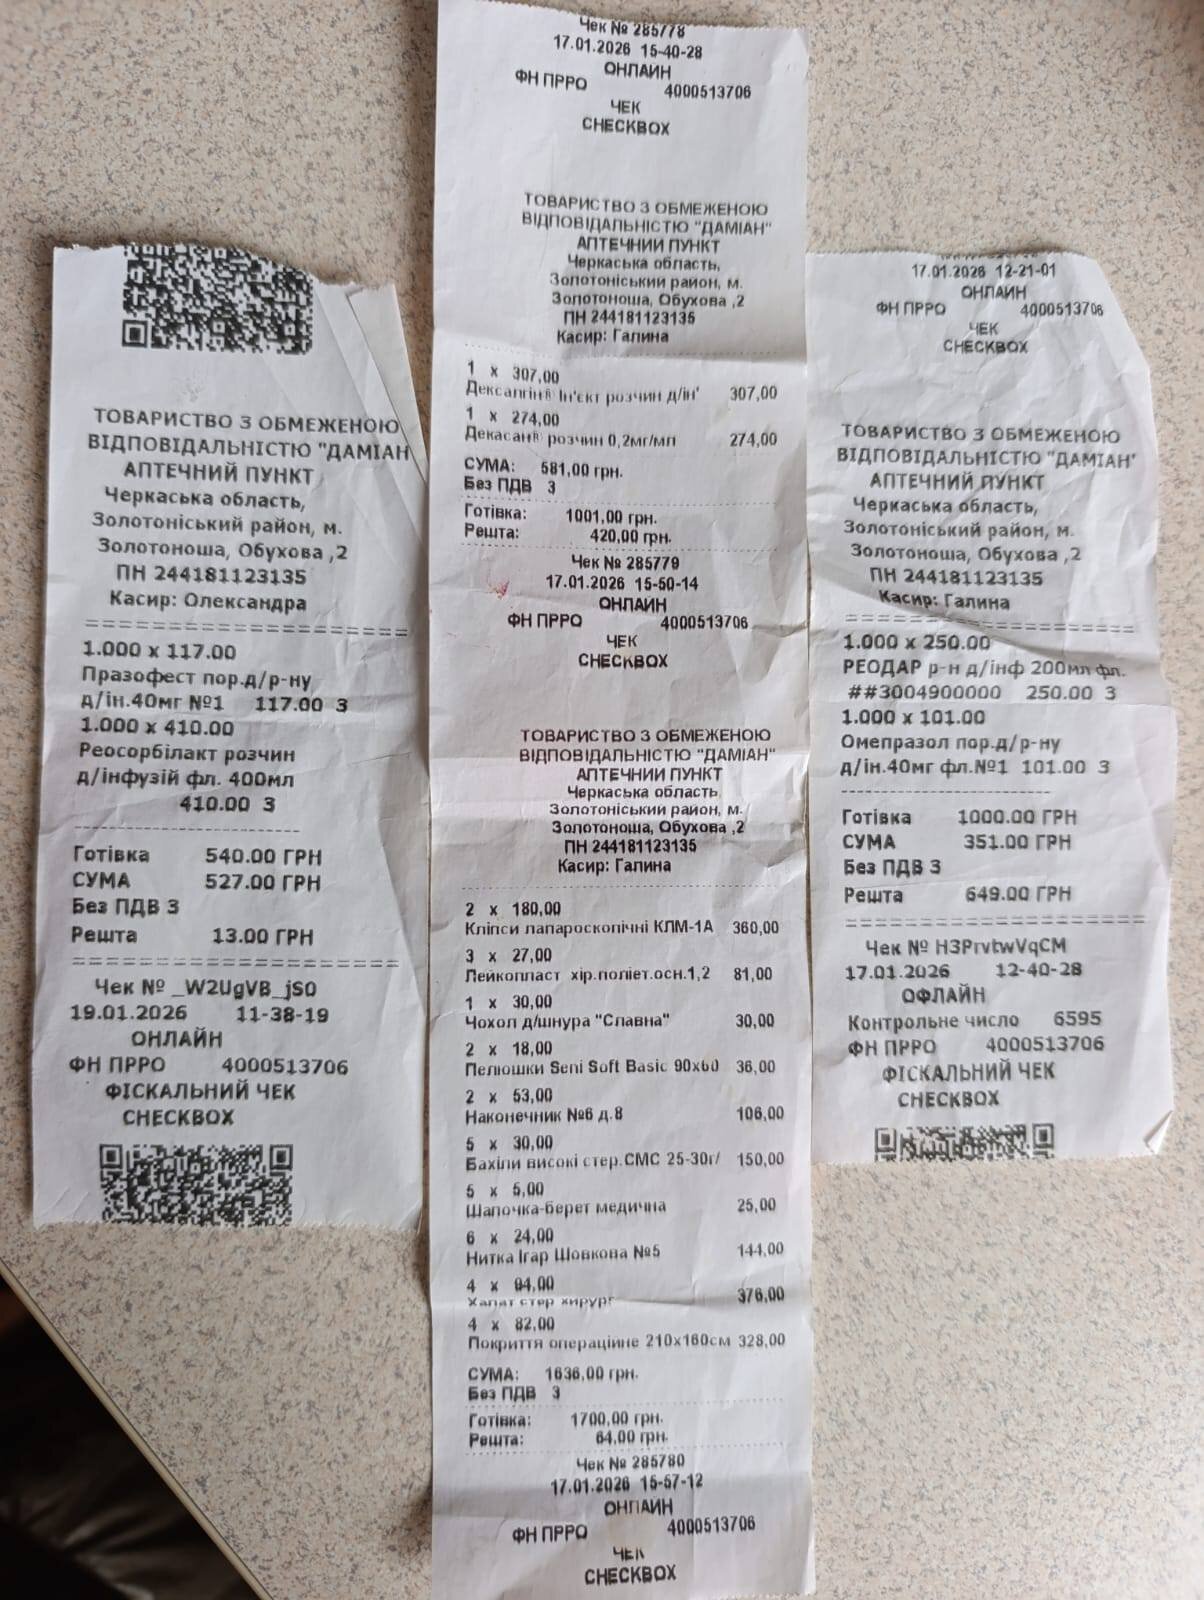 ТОВАРИСТВО З ОБМЕЖЕНОЮ
ВІДПОВІДАЛЬНІСТЮ "ДАМІАН
АПТЕЧНИЙ ПУНКТ
Черкаська область,
Золотоніський район, м.
Золотоноша, Обухова ,2
ПН 244181123135
Касир: Олександра
1.000 x 117.00
Празофест пор.д/р-ну
д/ін.40мг №1 117.00 З
1.000 x 410.00
Реосорбілакт розчин
д/інфузій фл. 400мл
410.00 З
Готівка 540.00 ГРН
СУМА 527.00 ГРН
Без ПДВ З
Решта 13.00 ГРН
Чек № _W2UgVB_jS0
19.01.2026 11-38-19
ОНЛАЙН
ФН ПРРО 4000513706
ФІСКАЛЬНИЙ ЧЕК
CHECKBOX
Чек № 285778
17.01.2026 15-40-28
ОНЛАЙН
ФН ПРРО 4000513706
ЧЕК
CHECKBOX
ТОВАРИСТВО З ОБМЕЖЕНОЮ
ВІДПОВІДАЛЬНІСТЮ "ДАМІАН"
АПТЕЧНИЙ ПУНКТ
Черкаська область,
Золотоніський район, м.
Золотоноша, Обухова ,2
ПН 244181123135
Касир: Галина
1 x 307,00
Дексалгін® Ін'єкт розчин д/ін' 307,00
1 x 274,00
Декасан® розчин 0,2мг/мл 274,00
СУМА: 581,00 грн.
Без ПДВ З
Готівка: 1001,00 грн.
Решта: 420,00 грн.
Чек № 285779
17.01.2026 15-50-14
ОНЛАЙН
ФН ПРРО 4000513706
ЧЕК
CHECKBOX
ТОВАРИСТВО З ОБМЕЖЕНОЮ
ВІДПОВІДАЛЬНІСТЮ "ДАМІАН"
АПТЕЧНИЙ ПУНКТ
Черкаська область,
Золотоніський район, м.
Золотоноша, Обухова ,2
ПН 244181123135
Касир: Галина
2 x 180,00
Кліпси лапароскопічні КЛМ-1А 360,00
3 x 27,00
Лейкопласт хір.поліет.осн.1,2 81,00
1 x 30,00
Чохол д/шнура "Славна" 30,00
2 x 18,00
Пелюшки Seni Soft Basic 90x60 36,00
2 x 53,00
Наконечник №6 д.8 106,00
5 x 30,00
Бахіли високі стер.СМС 25-30г/ 150,00
5 x 5,00
Шапочка-берет медична 25,00
6 x 24,00
Нитка Ігар Шовкова №5 144,00
4 x 94,00
Халат стер хирург 376,00
4 x 82,00
Покриття операційне 210x160см 328,00
СУМА: 1636,00 грн.
Без ПДВ З
Готівка: 1700,00 грн.
Решта: 64,00 грн.
Чек № 285780
17.01.2026 15-57-12
ОНЛАЙН
ФН ПРРО 4000513706
ЧЕК
CHECKBOX
17.01.2026 12-21-01
ОНЛАЙН
ФН ПРРО 4000513706
ЧЕК
CHECKBOX
ТОВАРИСТВО З ОБМЕЖЕНОЮ
ВІДПОВІДАЛЬНІСТЮ "ДАМІАН"
АПТЕЧНИЙ ПУНКТ
Черкаська область,
Золотоніський район, м.
Золотоноша, Обухова ,2
ПН 244181123135
Касир: Галина
1.000 x 250.00
РЕОДАР р-н д/інф 200мл фл.
##3004900000 250.00 З
1.000 x 101.00
Омепразол пор.д/р-ну
д/ін.40мг фл.№1 101.00 З
Готівка 1000.00 ГРН
СУМА 351.00 ГРН
Без ПДВ З
Решта 649.00 ГРН
Чек № H3PrvtwVqCM
17.01.2026 12-40-28
ОФЛАЙН
Контрольне число 6595
ФН ПРРО 4000513706
ФІСКАЛЬНИЙ ЧЕК
CHECKBOX